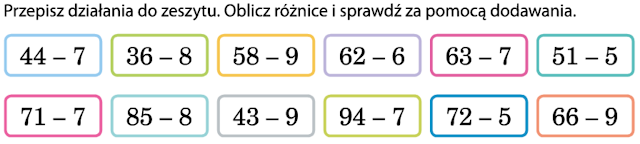 Przepisz działania do zeszytu. Oblicz różnice i sprawdź za pomocą dodawania.
44 – 7 36 – 8 58 – 9 62 – 6 63 – 7 51 – 5
71 – 7 85 – 8 43 – 9 94 – 7 72 – 5 66 – 9